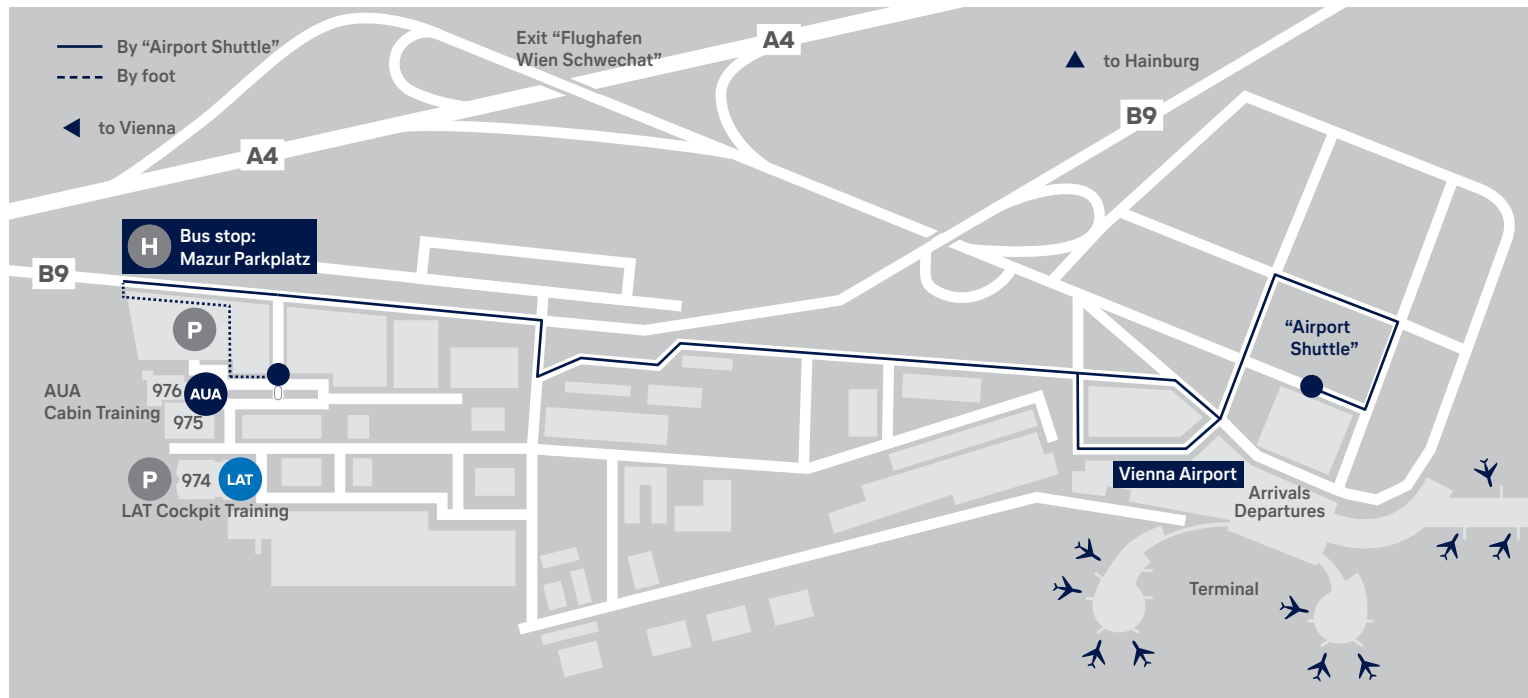 By “Airport Shuttle”
By foot
to Vienna
Exit “Flughafen
Wien Schwechat”
A4
to Hainburg
B9
A4
H
Bus stop:
Mazur Parkplatz
B9
P
“Airport
Shuttle”
AUA
Cabin Training
976
AUA
975
P
974
LAT
LAT Cockpit Training
Vienna Airport
Arrivals
Departures
Terminal